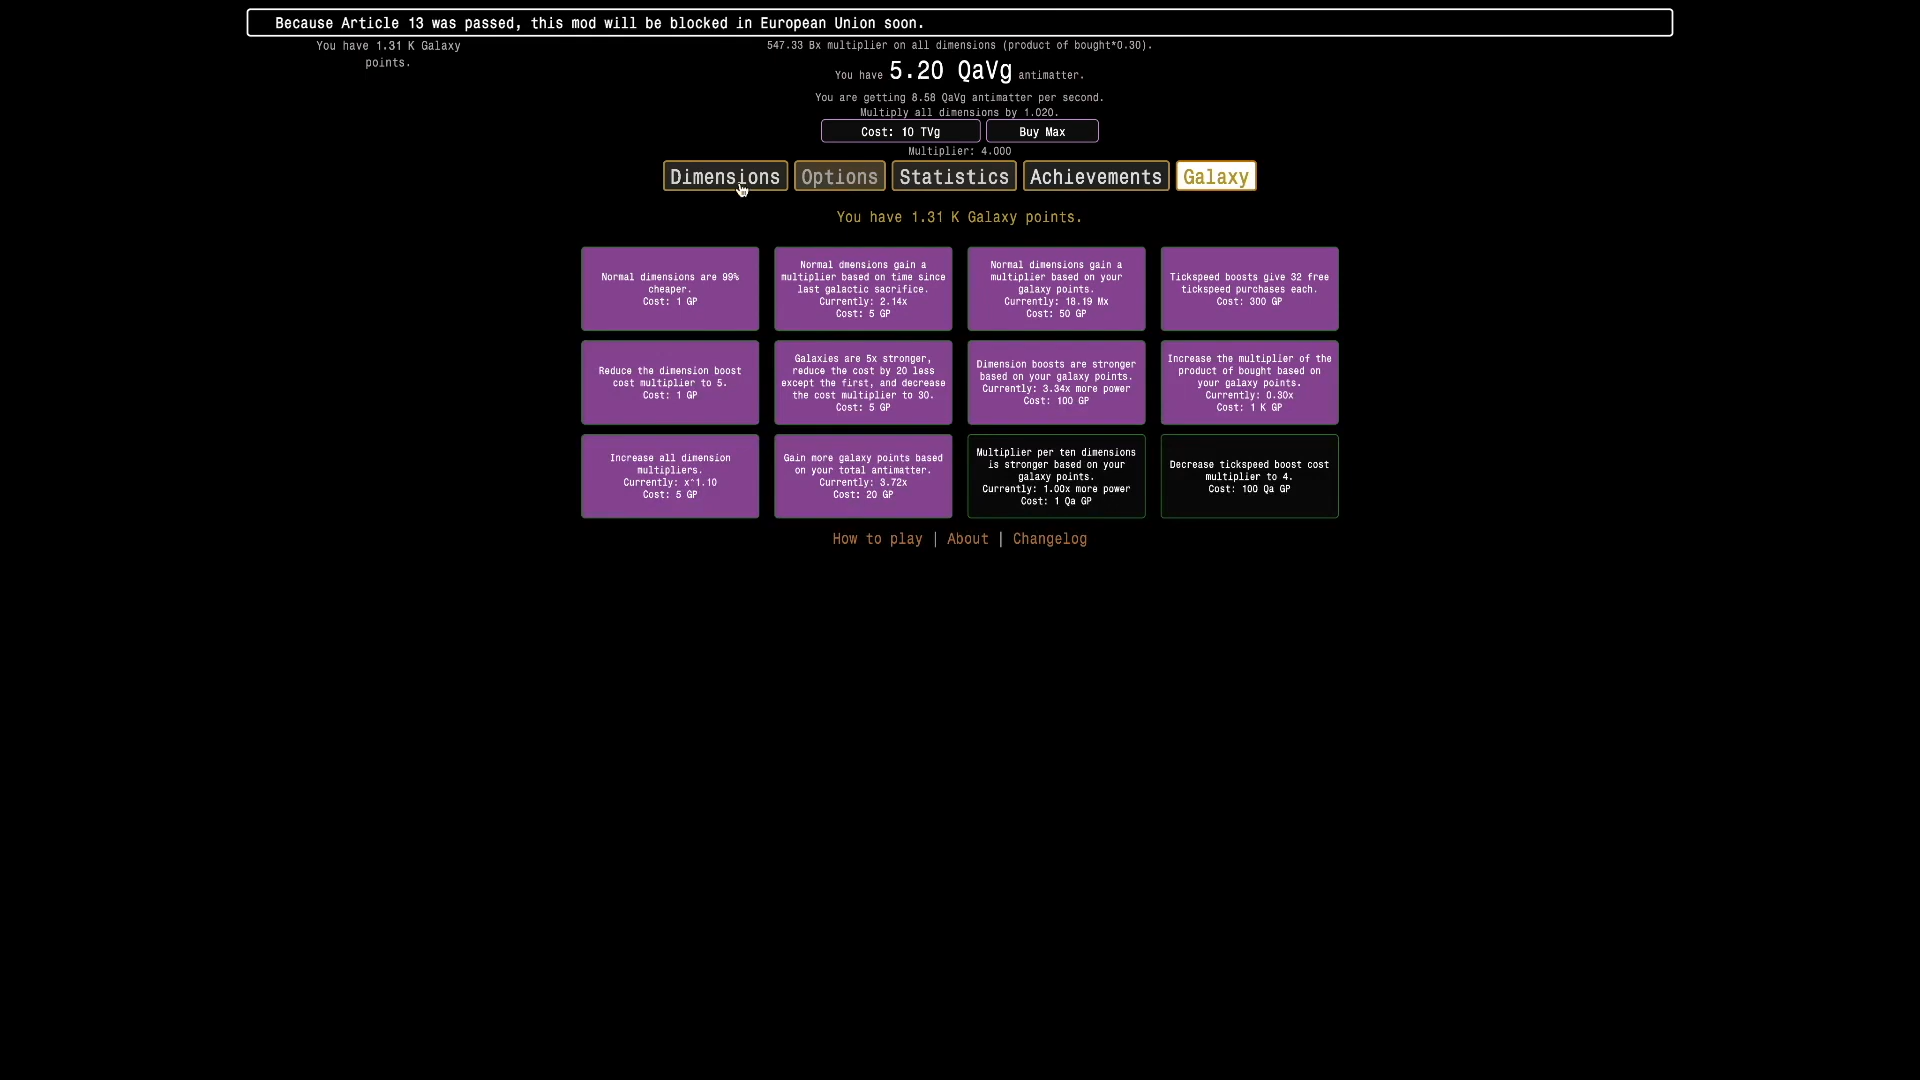 Because Article 13 was passed, this mod will be blocked in European Union soon.
You have 1.31 K Galaxy
points.
547.33 Bx multiplier on all dimensions (product of bought*0.30).
You have 5.20 QaVg antimatter.
You are getting 8.58 QaVg antimatter per second.
Multiply all dimensions by 1.020.
Cost: 10 TVg
Buy Max
Multiplier: 4.000
Dimensions
Options
Statistics
Achievements
Galaxy
You have 1.31 K Galaxy points.
Normal dimensions are 99%
cheaper.
Cost: 1 GP
Normal dmensions gain a
multiplier based on time since
last galactic sacrifice.
Currently: 2.14x
Cost: 5 GP
Normal dimensions gain a
multiplier based on your
galaxy points.
Currently: 18.19 Mx
Cost: 50 GP
Tickspeed boosts give 32 free
tickspeed purchases each.
Cost: 300 GP
Reduce the dimension boost
cost multiplier to 5.
Cost: 1 GP
Galaxies are 5x stronger,
reduce the cost by 20 less
except the first, and decrease
the cost multiplier to 30.
Cost: 5 GP
Dimension boosts are stronger
based on your galaxy points.
Currently: 3.34x more power
Cost: 100 GP
Increase the multiplier of the
product of bought based on
your galaxy points.
Currently: 0.30x
Cost: 1 K GP
Increase all dimension
multipliers.
Currently: x^1.10
Cost: 5 GP
Gain more galaxy points based
on your total antimatter.
Currently: 3.72x
Cost: 20 GP
Multiplier per ten dimensions
is stronger based on your
galaxy points.
Currently: 1.00x more power
Cost: 1 Qa GP
Decrease tickspeed boost cost
multiplier to 4.
Cost: 100 Qa GP
How to play | About | Changelog